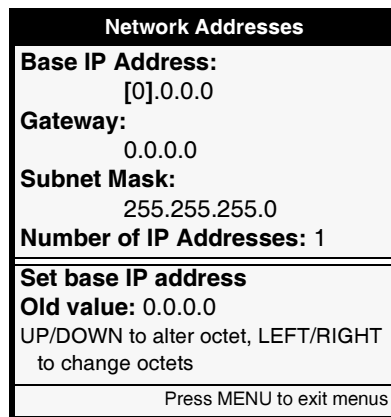 Network Addresses
Base IP Address:
[0].0.0.0
Gateway:
0.0.0.0
Subnet Mask:
255.255.255.0
Number of IP Addresses: 1
Set base IP address
Old value: 0.0.0.0
UP/DOWN to alter octet, LEFT/RIGHT
to change octets
Press MENU to exit menus